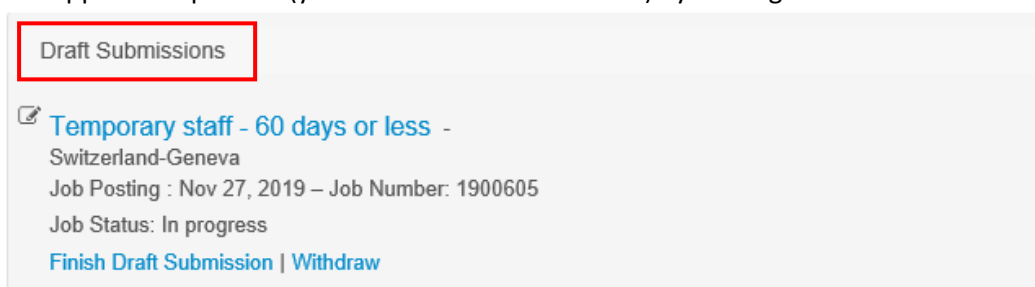 Draft Submissions
Temporary staff - 60 days or less -
Switzerland-Geneva
Job Posting : Nov 27, 2019 – Job Number: 1900605
Job Status: In progress
Finish Draft Submission | Withdraw